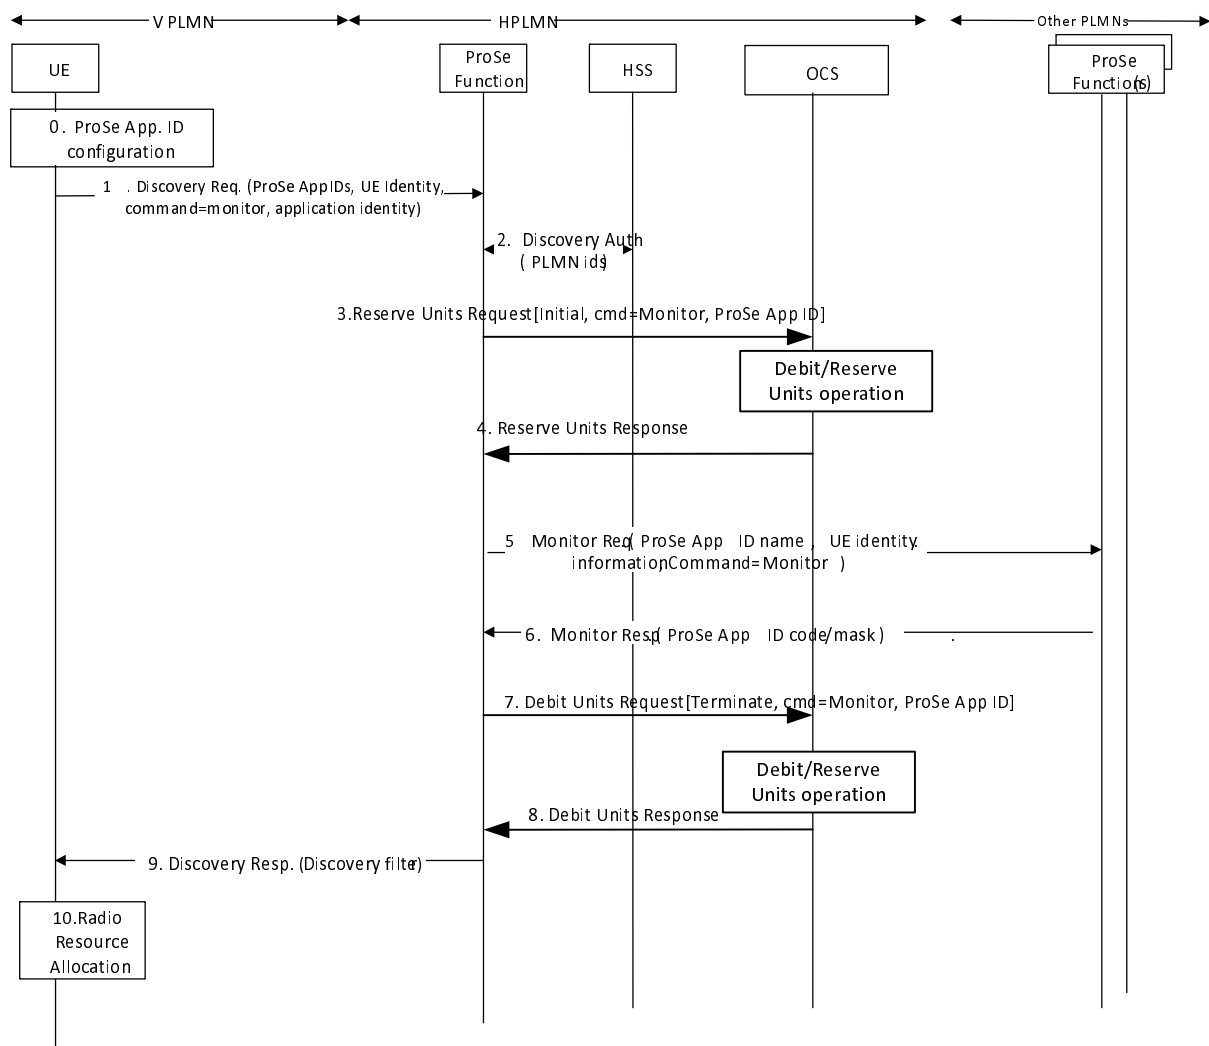 V PLMN
HPLMN
Other PLMNs
UE
ProSe
Function
HSS
OCS
ProSe
Function(s)
0. ProSe App. ID
configuration
1 . Discovery Req. (ProSe AppIDs, UE Identity,
command=monitor, application identity)
2. Discovery Auth
( PLMN ids)
3.Reserve Units Request[Initial, cmd=Monitor, ProSe App ID]
Debit/Reserve
Units operation
4. Reserve Units Response
5 Monitor Req.( ProSe App ID name , UE identity.
information,Command=Monitor )
6. Monitor Resp.( ProSe App ID code/mask ) .
7. Debit Units Request[Terminate, cmd=Monitor, ProSe App ID]
Debit/Reserve
Units operation
8. Debit Units Response
9. Discovery Resp. (Discovery filter)
10.Radio
Resource
Allocation